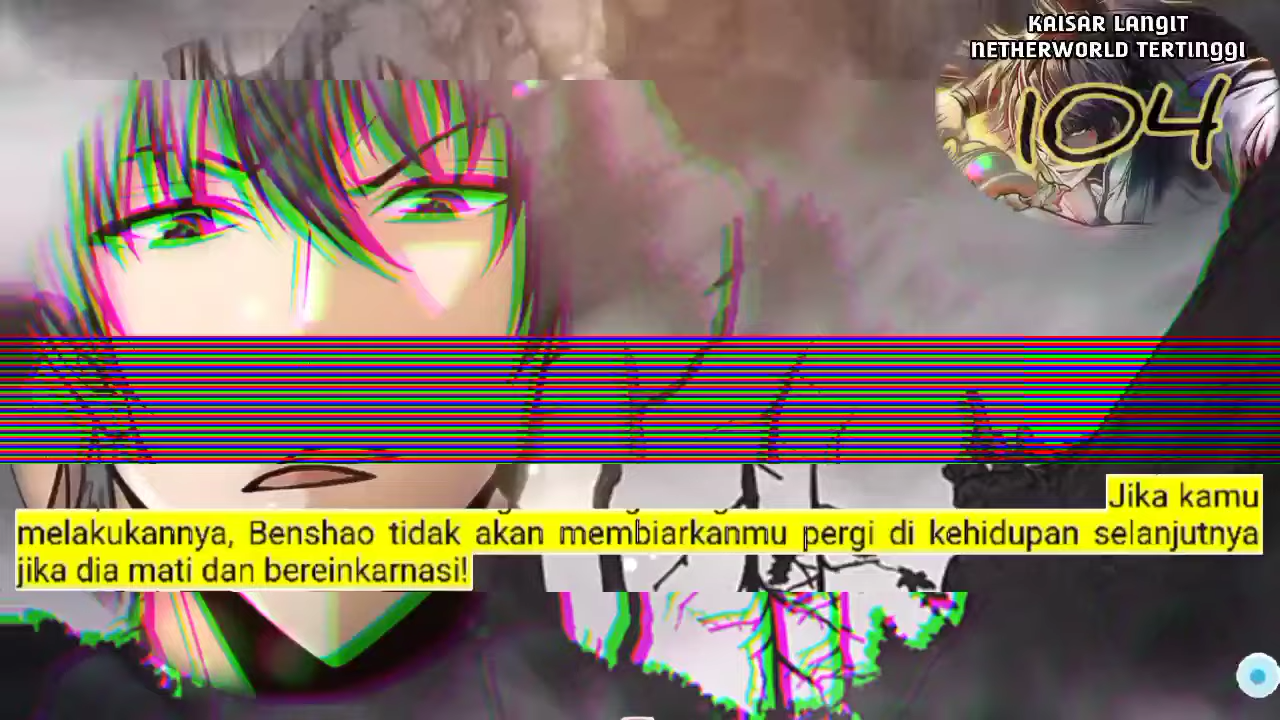 KAISAR LANGIT
NETHERWORLD TERTINGGI
104
Jika kamu
melakukannya, Benshao tidak akan membiarkanmu pergi di kehidupan selanjutnya
jika dia mati dan bereinkarnasi!